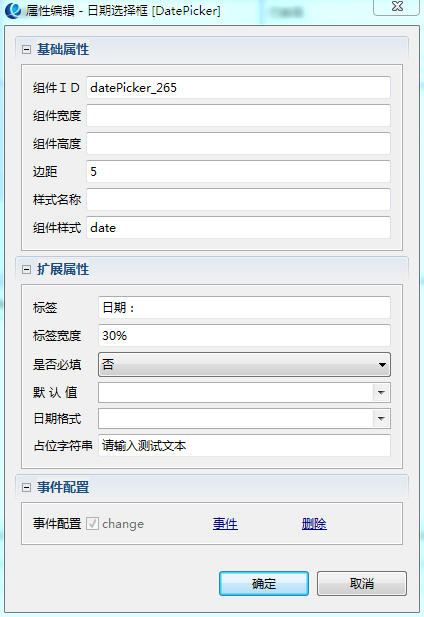 属性编辑 - 日期选择框 [DatePicker]
基础属性
组件ＩＤ datePicker_265
组件宽度
组件高度
边距 5
样式名称
组件样式 date
扩展属性
标签 日期：
标签宽度 30%
是否必填 否
默 认 值
日期格式
占位字符串 请输入测试文本
事件配置
事件配置 change 事件 删除
确定 取消